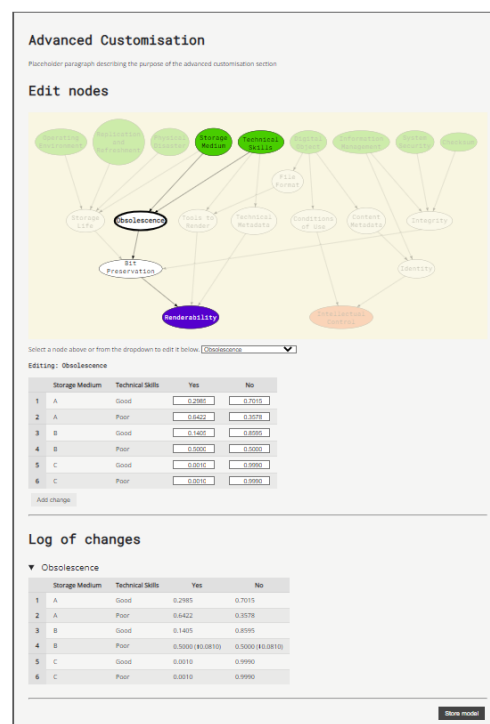 Advanced Customisation
Placeholder paragraph describing the purpose of the advanced customisation section
Edit nodes
Operating Environment
Replication and Refreshment
Physical Disaster
Storage Medium
Technical Skills
Digital Object
Information Management
System Security
Checksum
File Format
Storage Life
Obsolescence
Tools to Render
Technical Metadata
Conditions of Use
Content Metadata
Integrity
Bit Preservation
Identity
Renderability
Intellectual Control
Select a node above or from the dropdown to edit it below. Obsolescence
Editing: Obsolescence
Storage Medium Technical Skills Yes No
1 A Good 0.2985 0.7015
2 A Poor 0.6422 0.3578
3 B Good 0.1405 0.8595
4 B Poor 0.5000 0.5000
5 C Good 0.0010 0.9990
6 C Poor 0.0010 0.9990
Add change
Log of changes
▼ Obsolescence
Storage Medium Technical Skills Yes No
1 A Good 0.2985 0.7015
2 A Poor 0.6422 0.3578
3 B Good 0.1405 0.8595
4 B Poor 0.5000 (⬆0.0810) 0.5000 (⬇0.0810)
5 C Good 0.0010 0.9990
6 C Poor 0.0010 0.9990
Store model